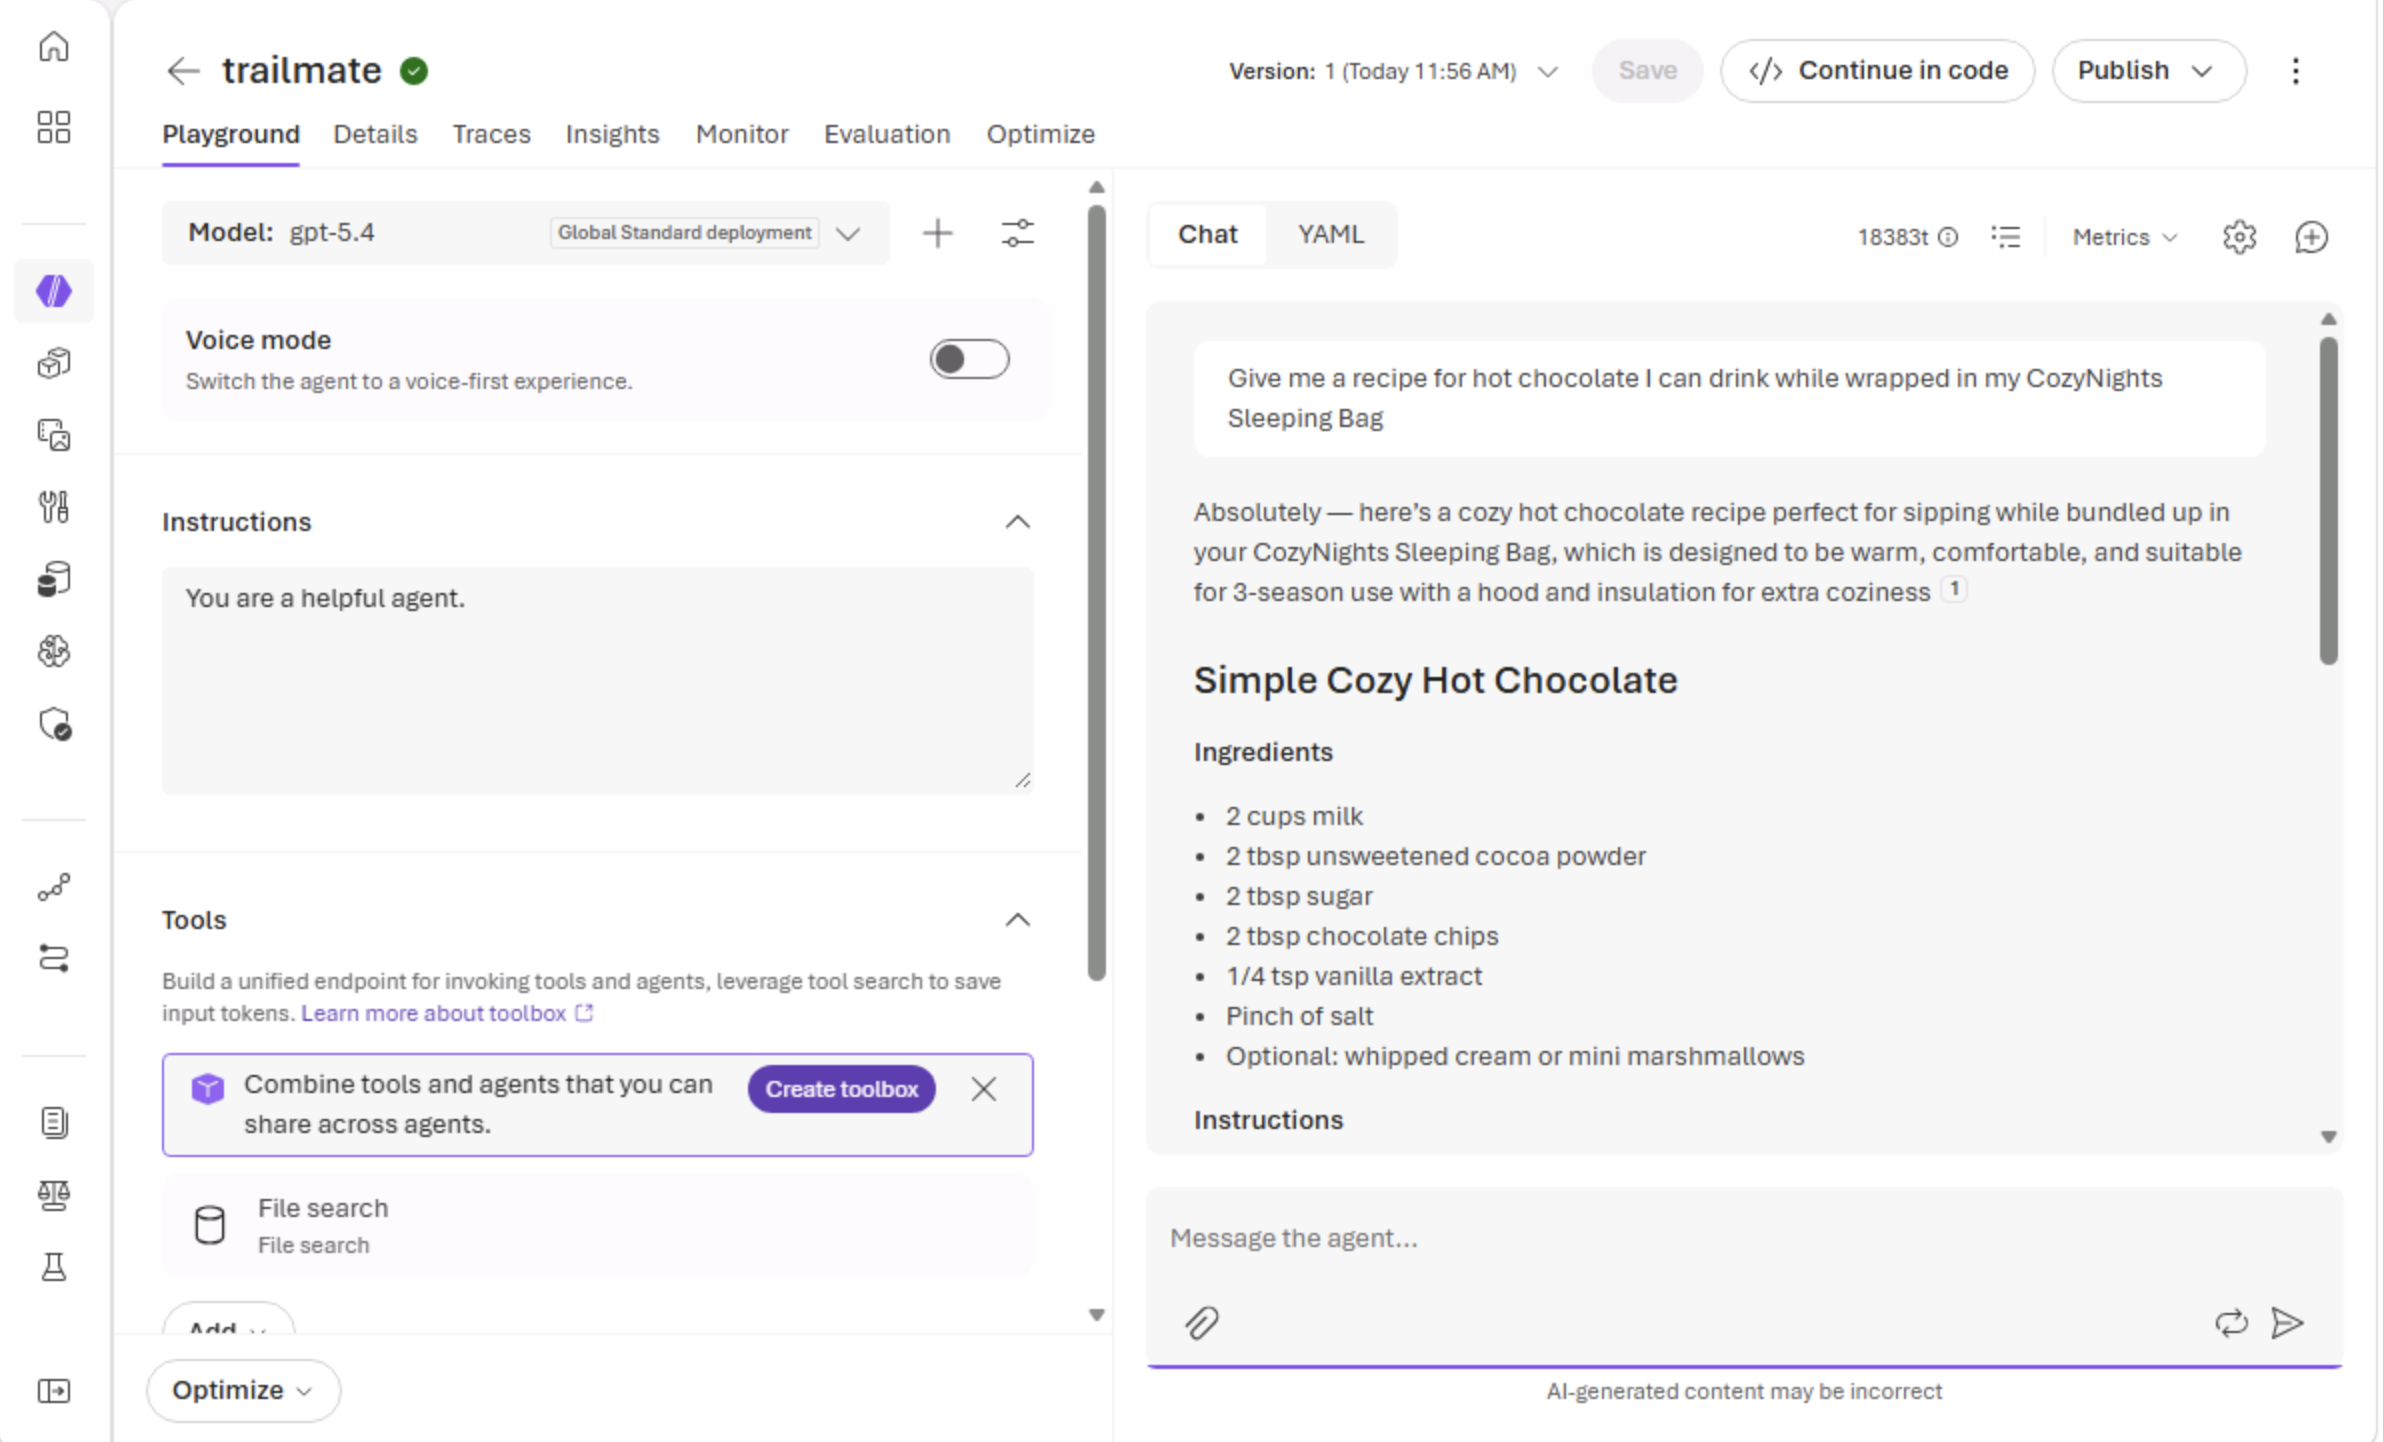 trailmate
Version: 1 (Today 11:56 AM)
Save
</> Continue in code
Publish
Playground
Details
Traces
Insights
Monitor
Evaluation
Optimize
Model: gpt-5.4
Global Standard deployment
Voice mode
Switch the agent to a voice-first experience.
Instructions
You are a helpful agent.
Tools
Build a unified endpoint for invoking tools and agents, leverage tool search to save
input tokens. Learn more about toolbox
Combine tools and agents that you can
share across agents.
Create toolbox
File search
File search
Add
Optimize
Chat
YAML
18383t
Metrics
Give me a recipe for hot chocolate I can drink while wrapped in my CozyNights
Sleeping Bag
Absolutely — here’s a cozy hot chocolate recipe perfect for sipping while bundled up in
your CozyNights Sleeping Bag, which is designed to be warm, comfortable, and suitable
for 3-season use with a hood and insulation for extra coziness 1
Simple Cozy Hot Chocolate
Ingredients
• 2 cups milk
• 2 tbsp unsweetened cocoa powder
• 2 tbsp sugar
• 2 tbsp chocolate chips
• 1/4 tsp vanilla extract
• Pinch of salt
• Optional: whipped cream or mini marshmallows
Instructions
Message the agent...
AI-generated content may be incorrect